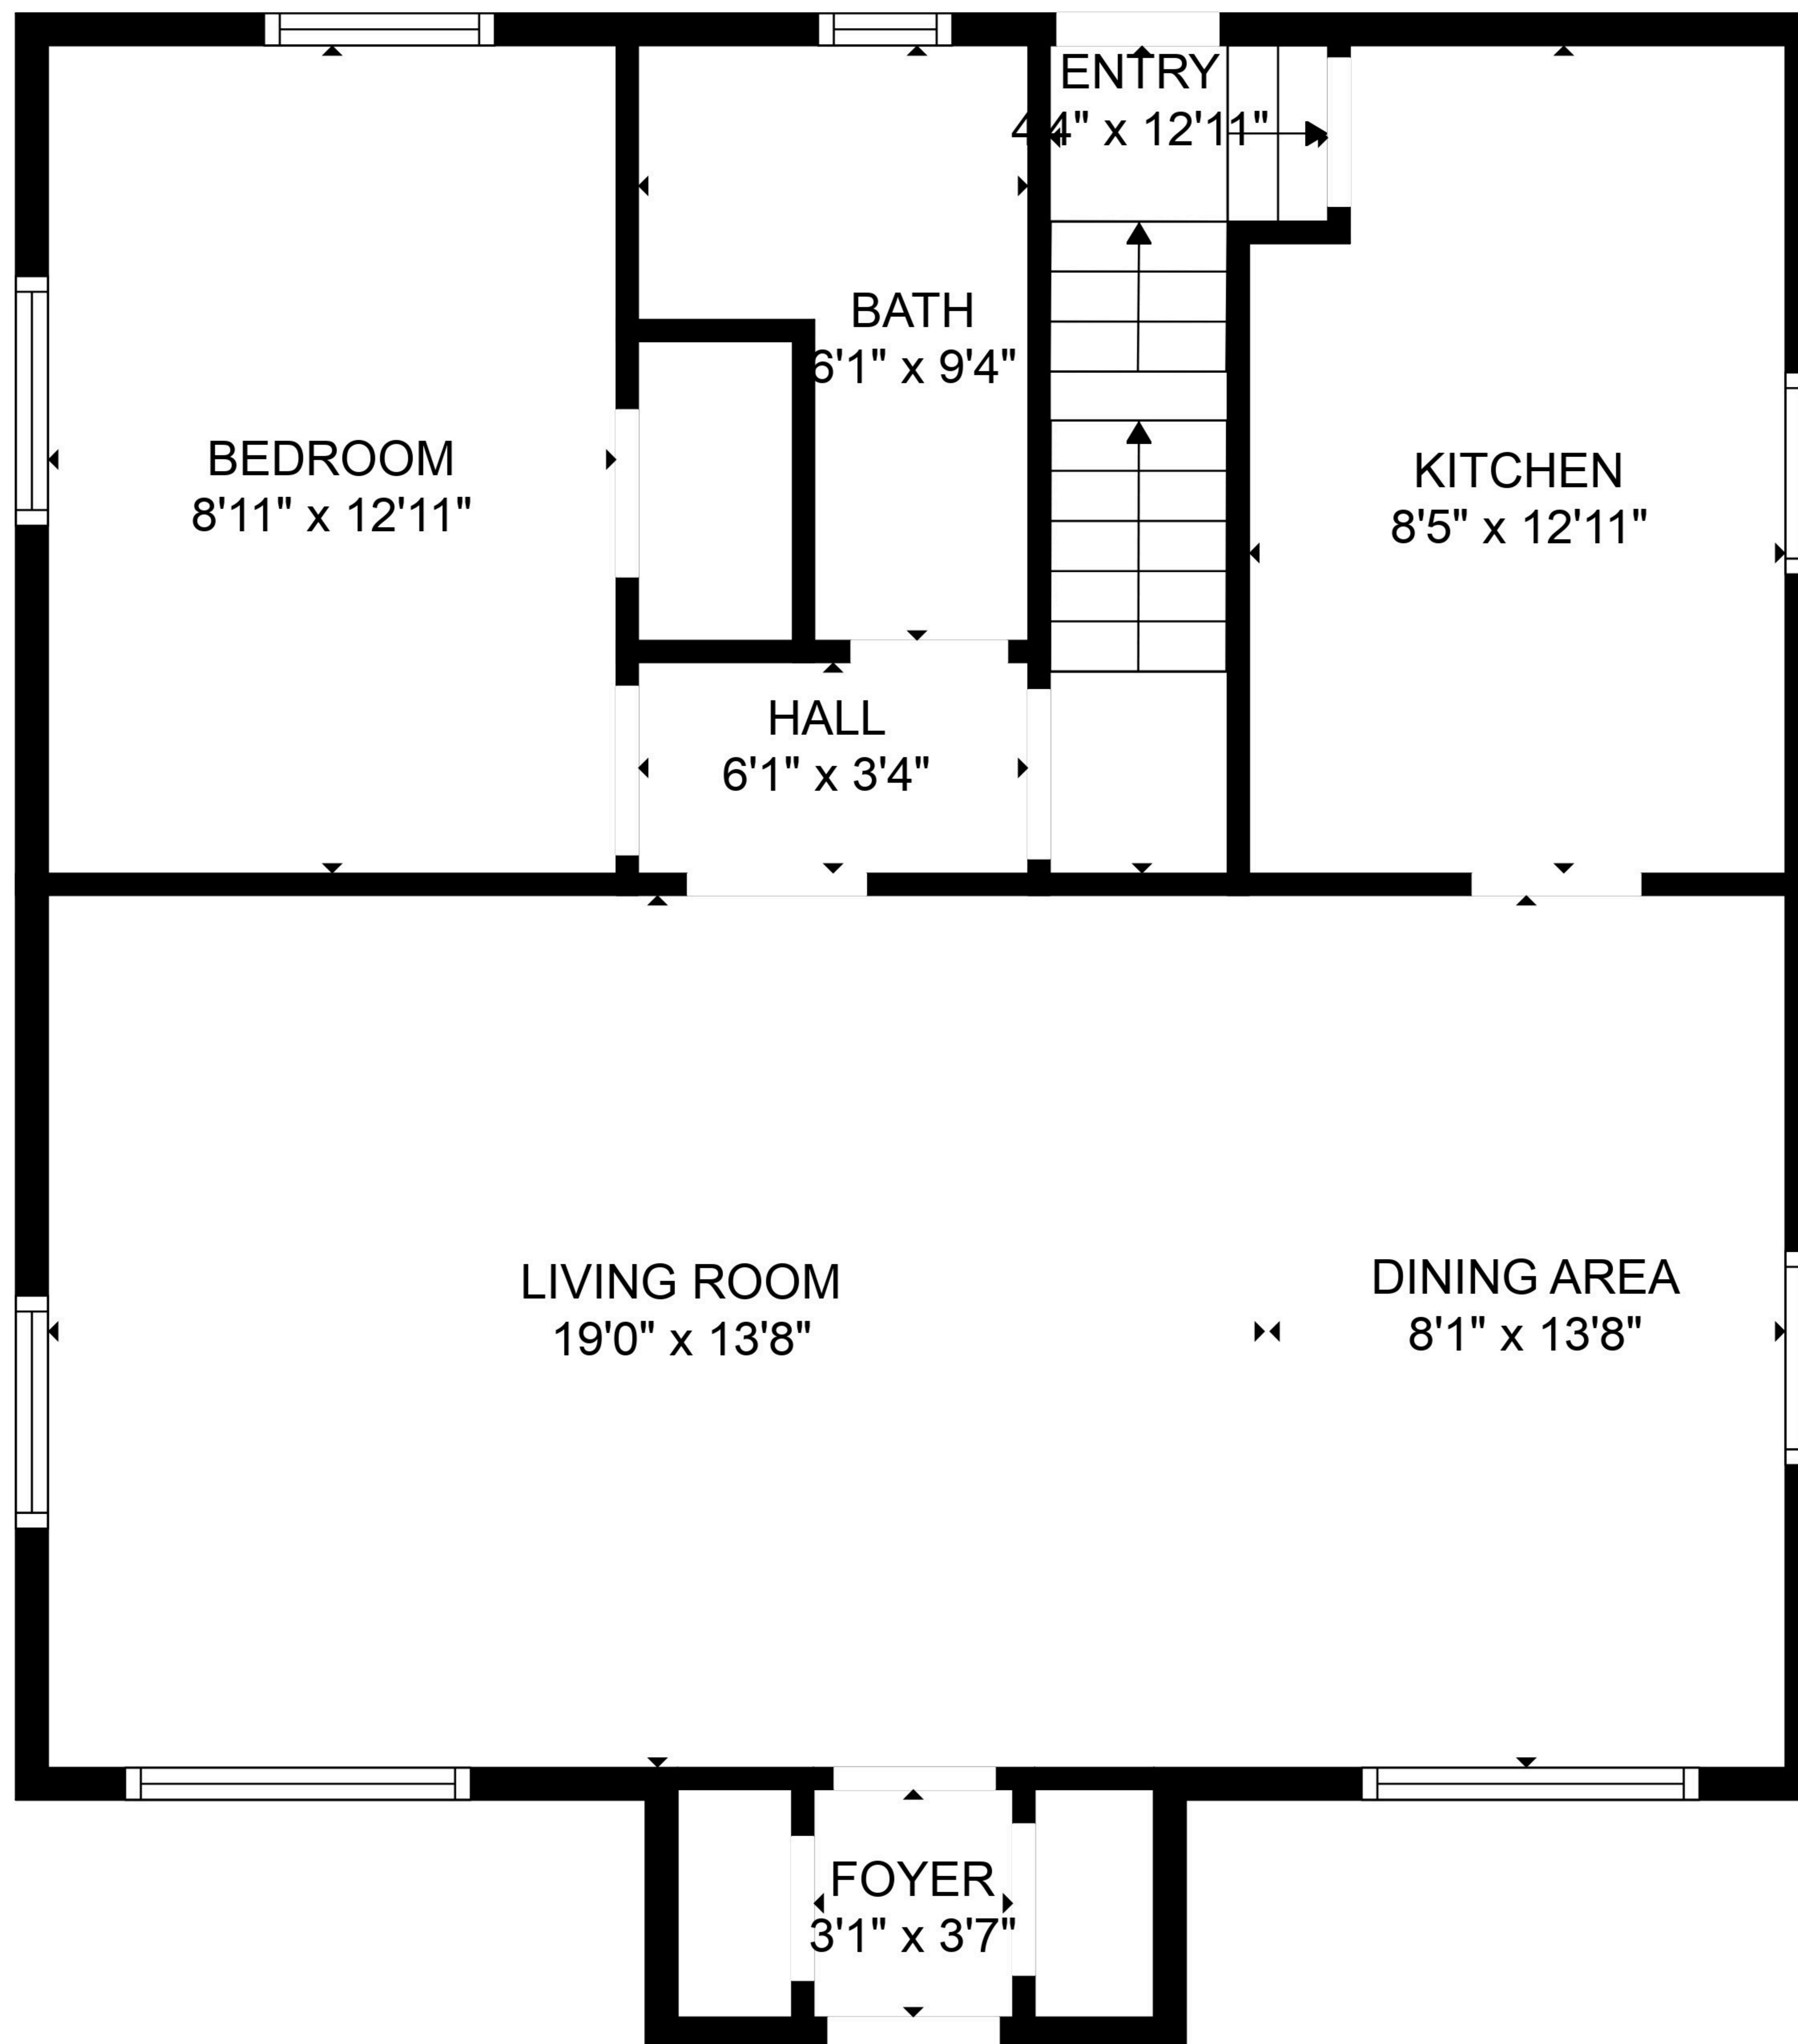 ENTRY
4'4" x 12'11"
BATH
6'1" x 9'4"
BEDROOM
8'11" x 12'11"
KITCHEN
8'5" x 12'11"
HALL
6'1" x 3'4"
LIVING ROOM
19'0" x 13'8"
DINING AREA
8'1" x 13'8"
FOYER
3'1" x 3'7"